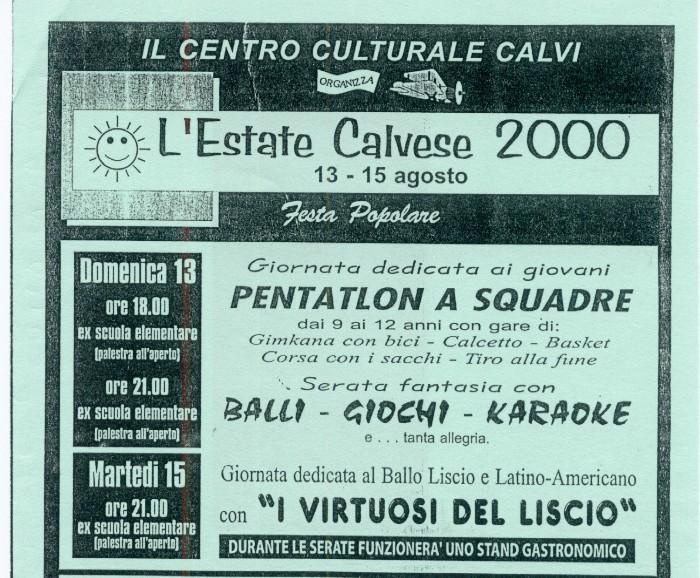 IL CENTRO CULTURALE CALVI
ORGANIZZA
L'Estate Calvese 2000
13 - 15 agosto
Festa Popolare
Domenica 13
ore 18.00
ex scuola elementare
(palestra all'aperto)
ore 21.00
ex scuola elementare
(palestra all'aperto)
Giornata dedicata ai giovani
PENTATLON A SQUADRE
dai 9 ai 12 anni con gare di:
Gimkana con bici - Calcetto - Basket
Corsa con i sacchi - Tiro alla fune
Serata fantasia con
BALLI - GIOCHI - KARAOKE
e . . . tanta allegria.
Martedì 15
ore 21.00
ex scuola elementare
(palestra all'aperto)
Giornata dedicata al Ballo Liscio e Latino-Americano
con "I VIRTUOSI DEL LISCIO"
DURANTE LE SERATE FUNZIONERA' UNO STAND GASTRONOMICO